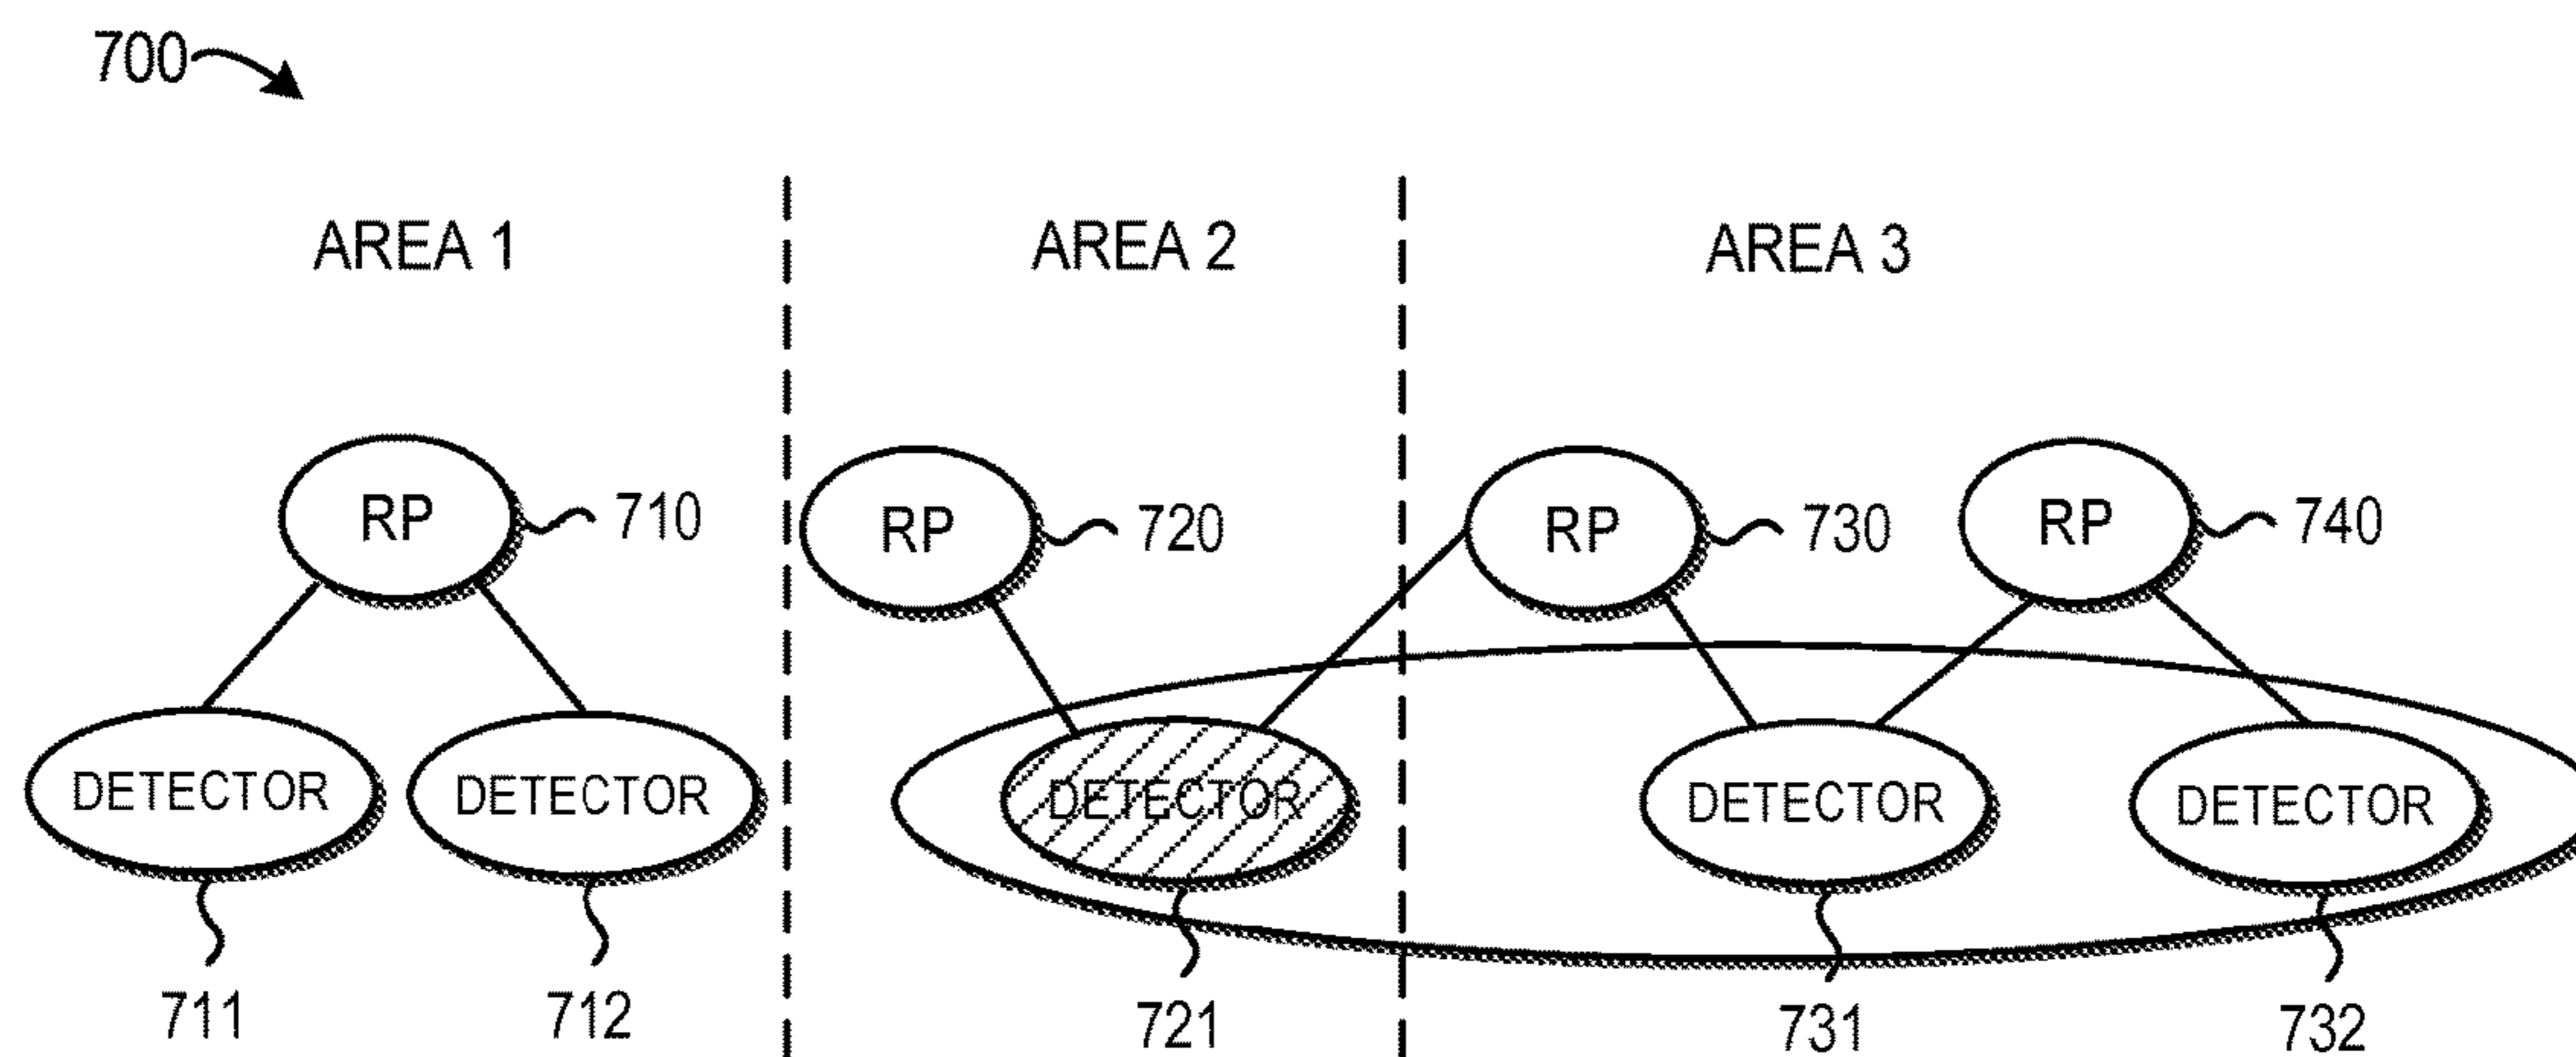 700
AREA 1 AREA 2 AREA 3
RP 710 RP 720 RP 730 RP 740
DETECTOR DETECTOR DETECTOR DETECTOR DETECTOR
711 712 721 731 732